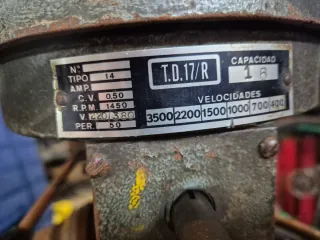 Nº
TIPO 14
AMP.
C.V. 0,50
R.P.M. 1450
V. 220/380
PER. 50
T.D.17/R
CAPACIDAD
VELOCIDADES
3500 2200 1500 1000 700 400